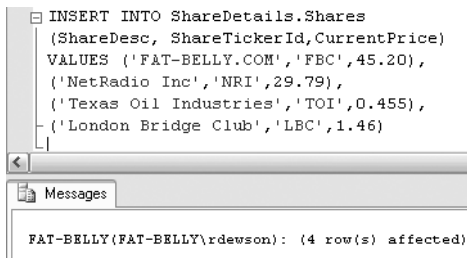 INSERT INTO ShareDetails.Shares
(ShareDesc, ShareTickerId,CurrentPrice)
VALUES ('FAT-BELLY.COM','FBC',45.20),
('NetRadio Inc','NRI',29.79),
('Texas Oil Industries','TOI',0.455),
('London Bridge Club','LBC',1.46)
Messages
FAT-BELLY(FAT-BELLY\rdewson): (4 row(s) affected)